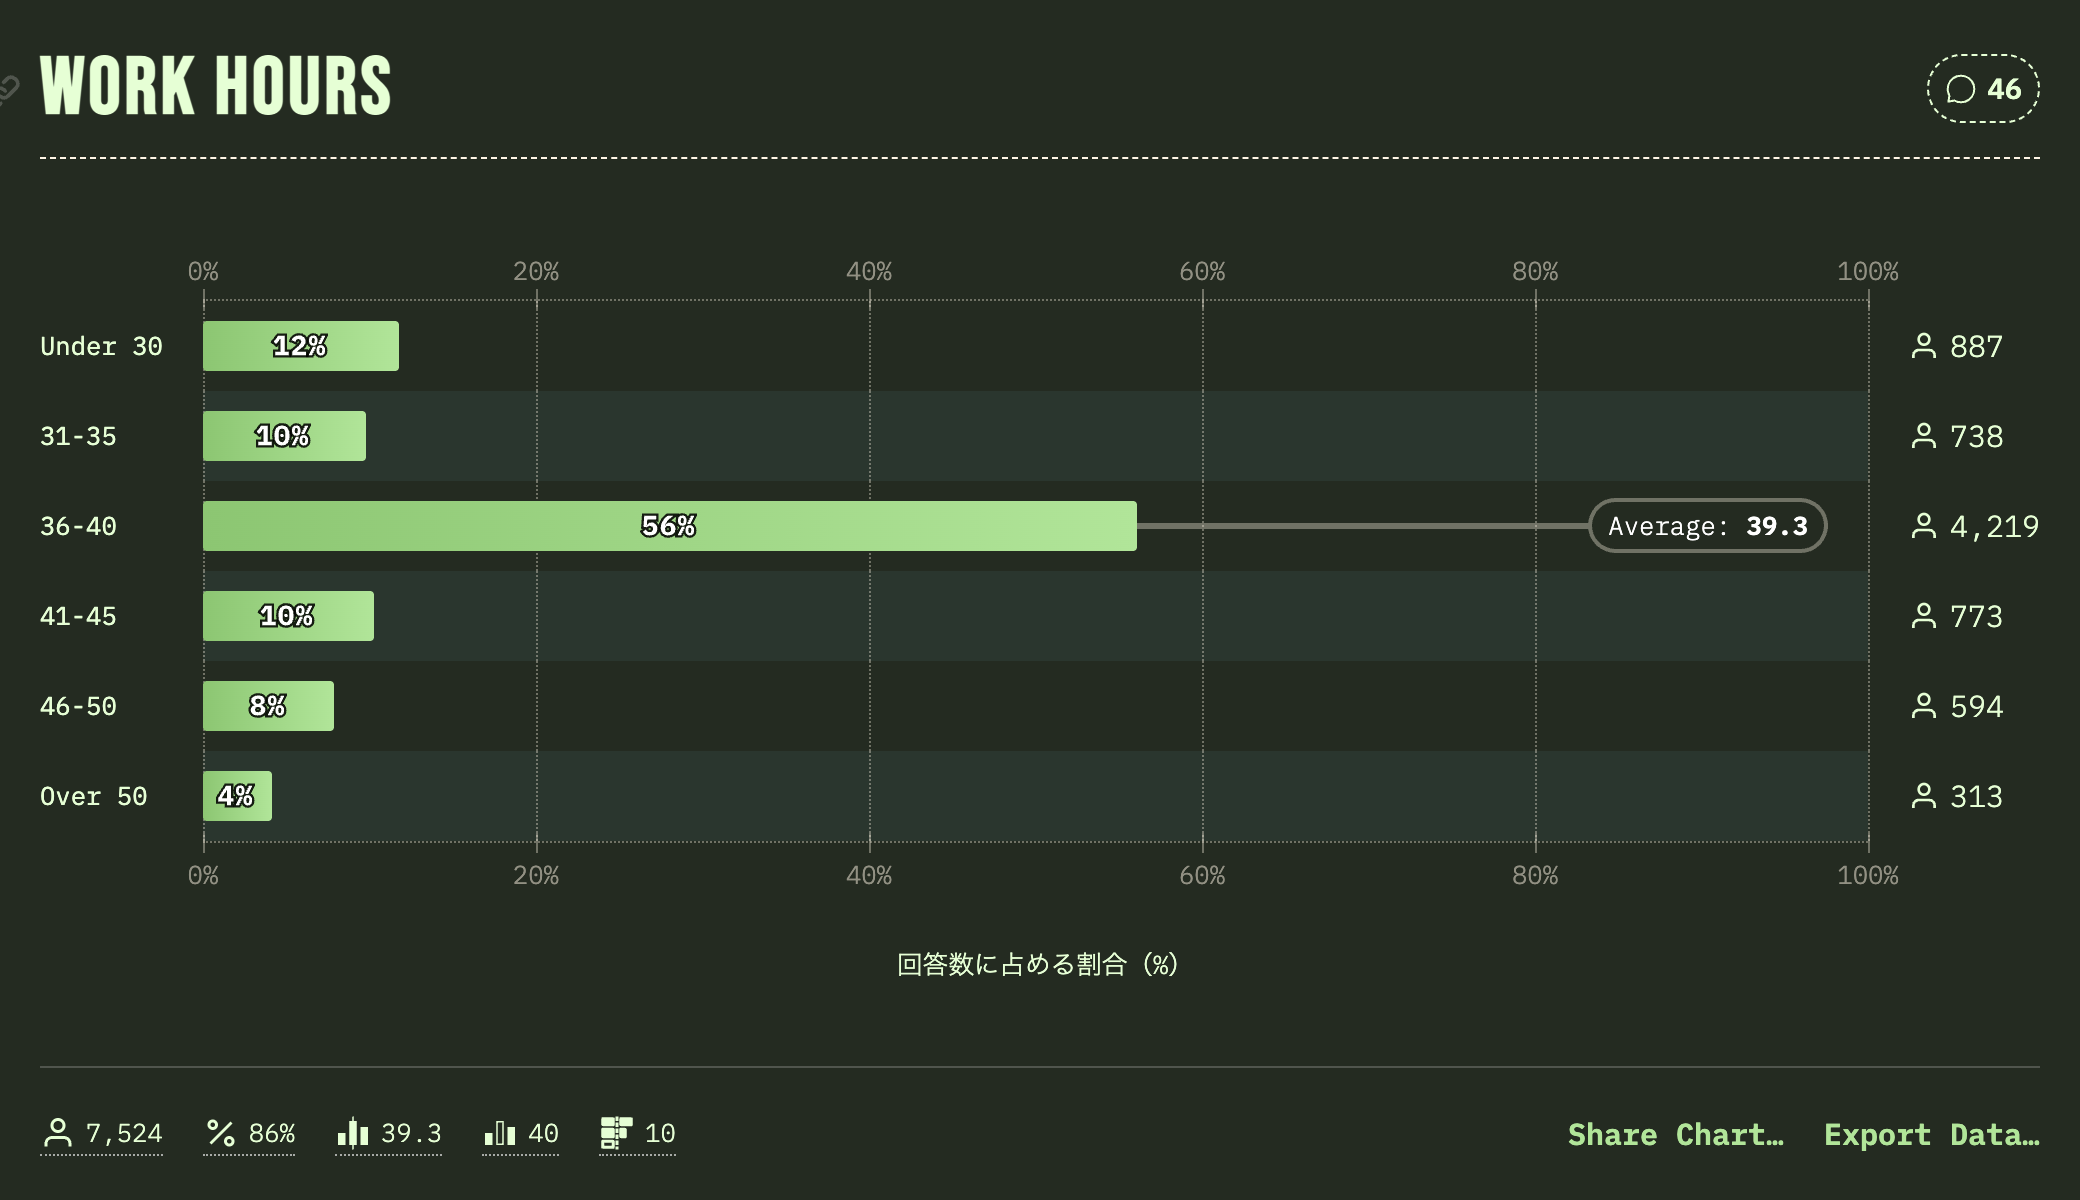 WORK HOURS
46
0% 20% 40% 60% 80% 100%
Under 30 12% 887
31-35 10% 738
36-40 56% Average: 39.3 4,219
41-45 10% 773
46-50 8% 594
Over 50 4% 313
0% 20% 40% 60% 80% 100%
回答数に占める割合 (%)
7,524 86% 39.3 40 10 Share Chart… Export Data…